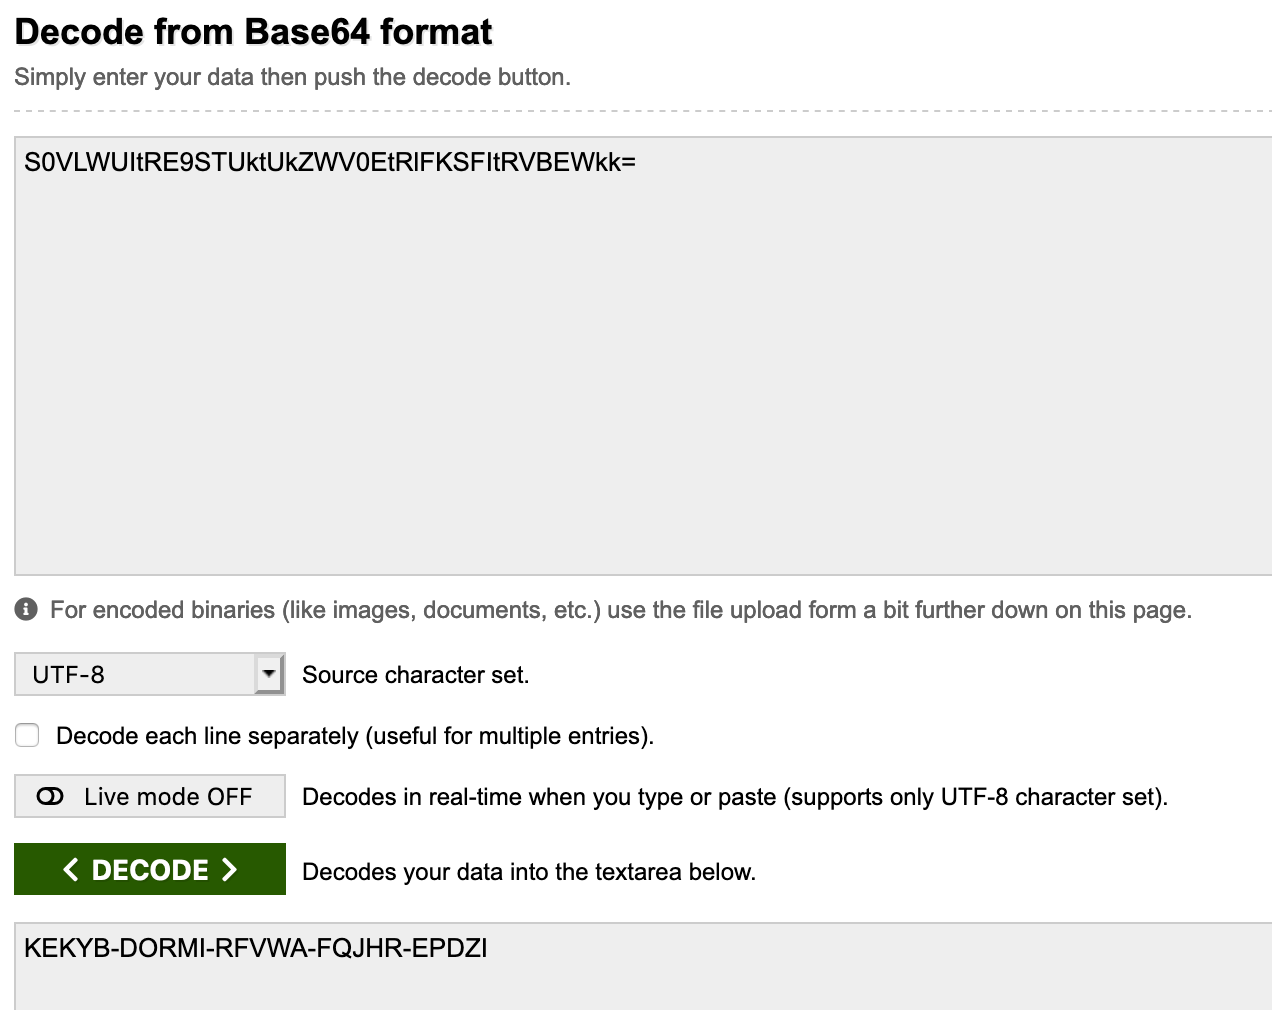 Decode from Base64 format
Simply enter your data then push the decode button.
S0VLWUItRE9STUktUkZWV0EtRlFKSFItRVBEWkk=
For encoded binaries (like images, documents, etc.) use the file upload form a bit further down on this page.
UTF-8 Source character set.
Decode each line separately (useful for multiple entries).
Live mode OFF Decodes in real-time when you type or paste (supports only UTF-8 character set).
< DECODE > Decodes your data into the textarea below.
KEKYB-DORMI-RFVWA-FQJHR-EPDZI